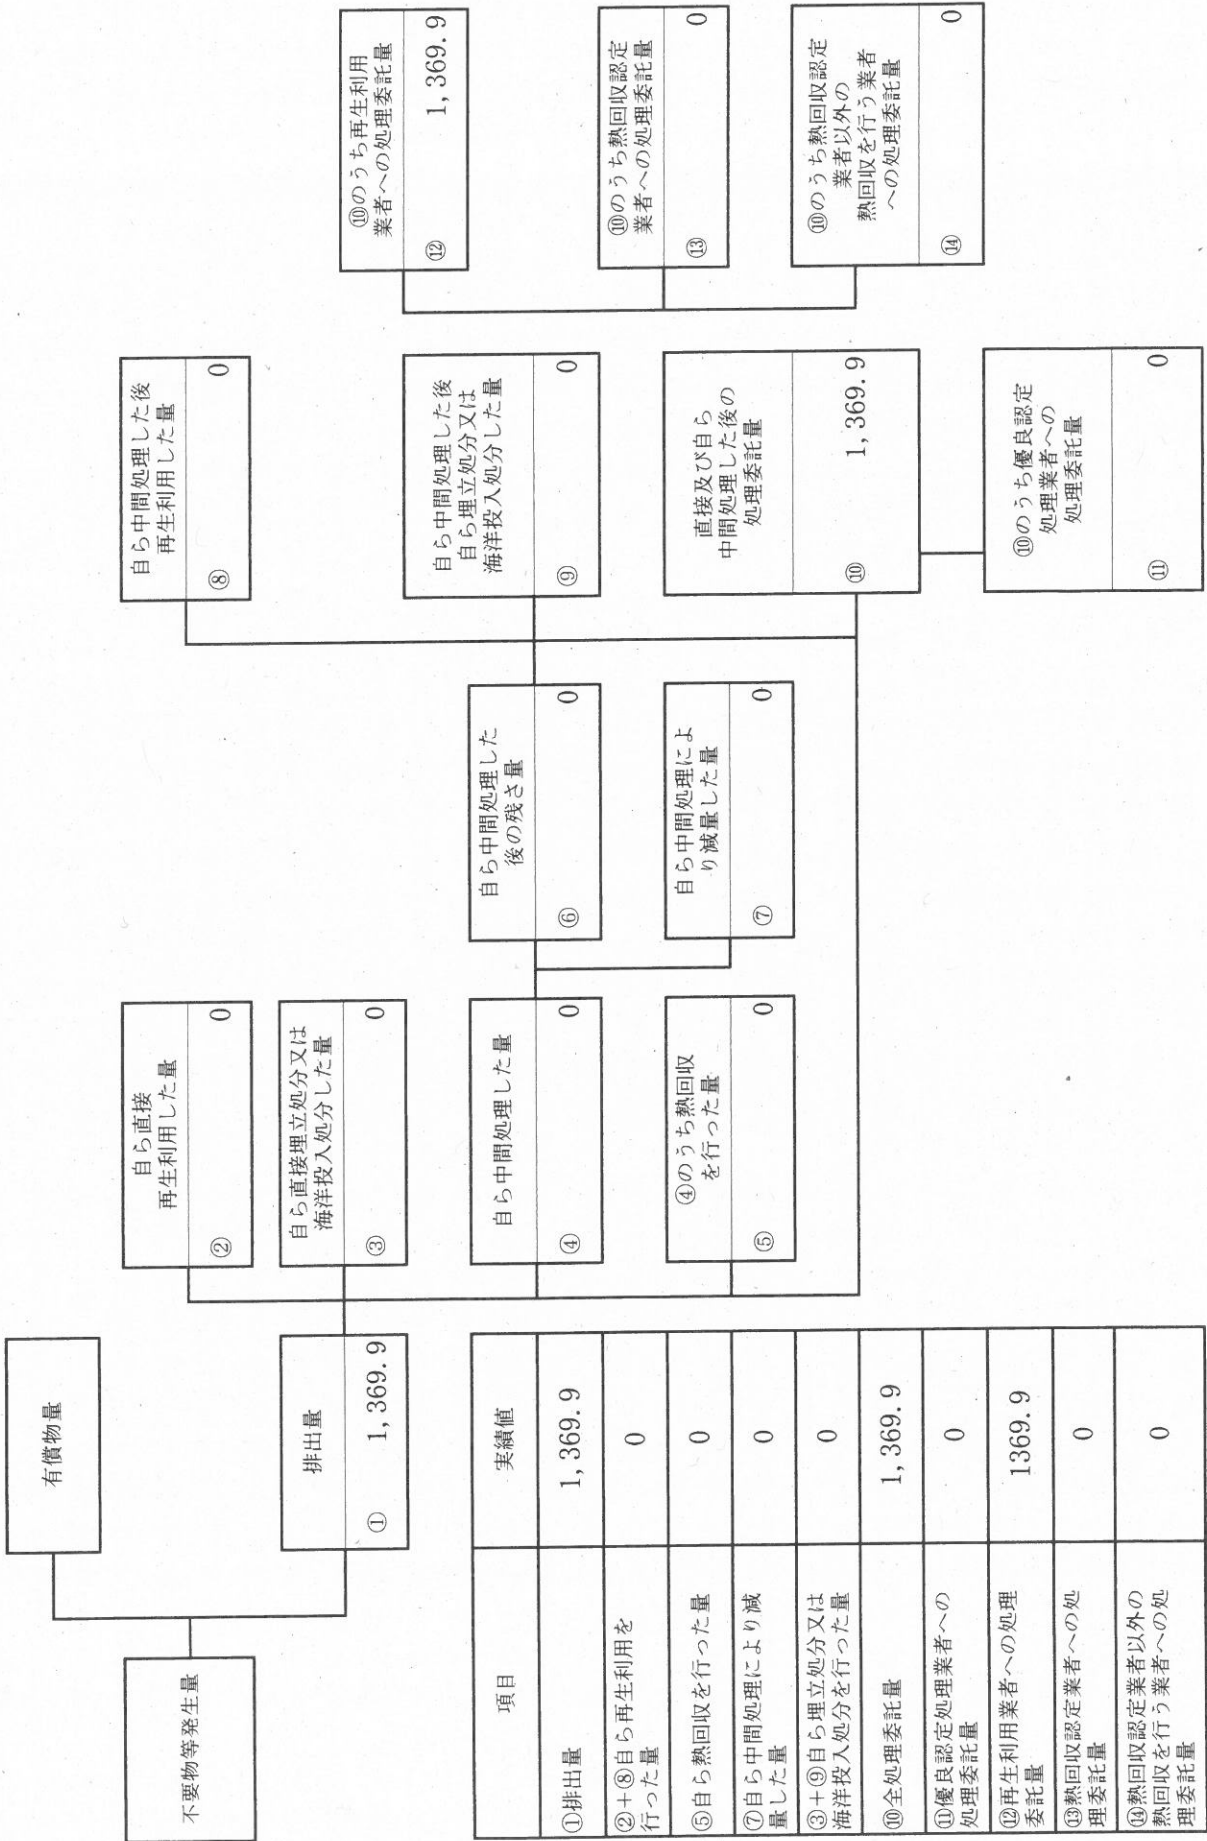 不要物等発生量
有償物量
排出量
① 1,369.9
自ら直接
再生利用した量
② 0
自ら直接埋立処分又は
海洋投入処分した量
③ 0
自ら中間処理した量
④ 0
④のうち熱回収
を行った量
⑤ 0
自ら中間処理した
後の残さ量
⑥ 0
自ら中間処理によ
り減量した量
⑦ 0
自ら中間処理した後
再生利用した量
⑧ 0
自ら中間処理した後
自ら埋立処分又は
海洋投入処分した量
⑨ 0
直接及び自ら
中間処理した後の
処理委託量
⑩ 1,369.9
⑩のうち優良認定
処理業者への
処理委託量
⑪ 0
⑩のうち再生利用
業者への処理委託量
⑫ 1,369.9
⑩のうち熱回収認定
業者への処理委託量
⑬ 0
⑩のうち熱回収認定
業者以外の
熱回収を行う業者
への処理委託量
⑭ 0
項目 実績値
①排出量 1,369.9
②+⑧自ら再生利用を
行った量 0
⑤自ら熱回収を行った量 0
⑦自ら中間処理により減
量した量 0
③+⑨自ら埋立処分又は
海洋投入処分を行った量 0
⑩全処理委託量 1,369.9
⑪優良認定処理業者への
処理委託量 0
⑫再生利用業者への処理
委託量 1369.9
⑬熱回収認定業者への処
理委託量 0
⑭熱回収認定業者以外の
熱回収を行う業者への処
理委託量 0